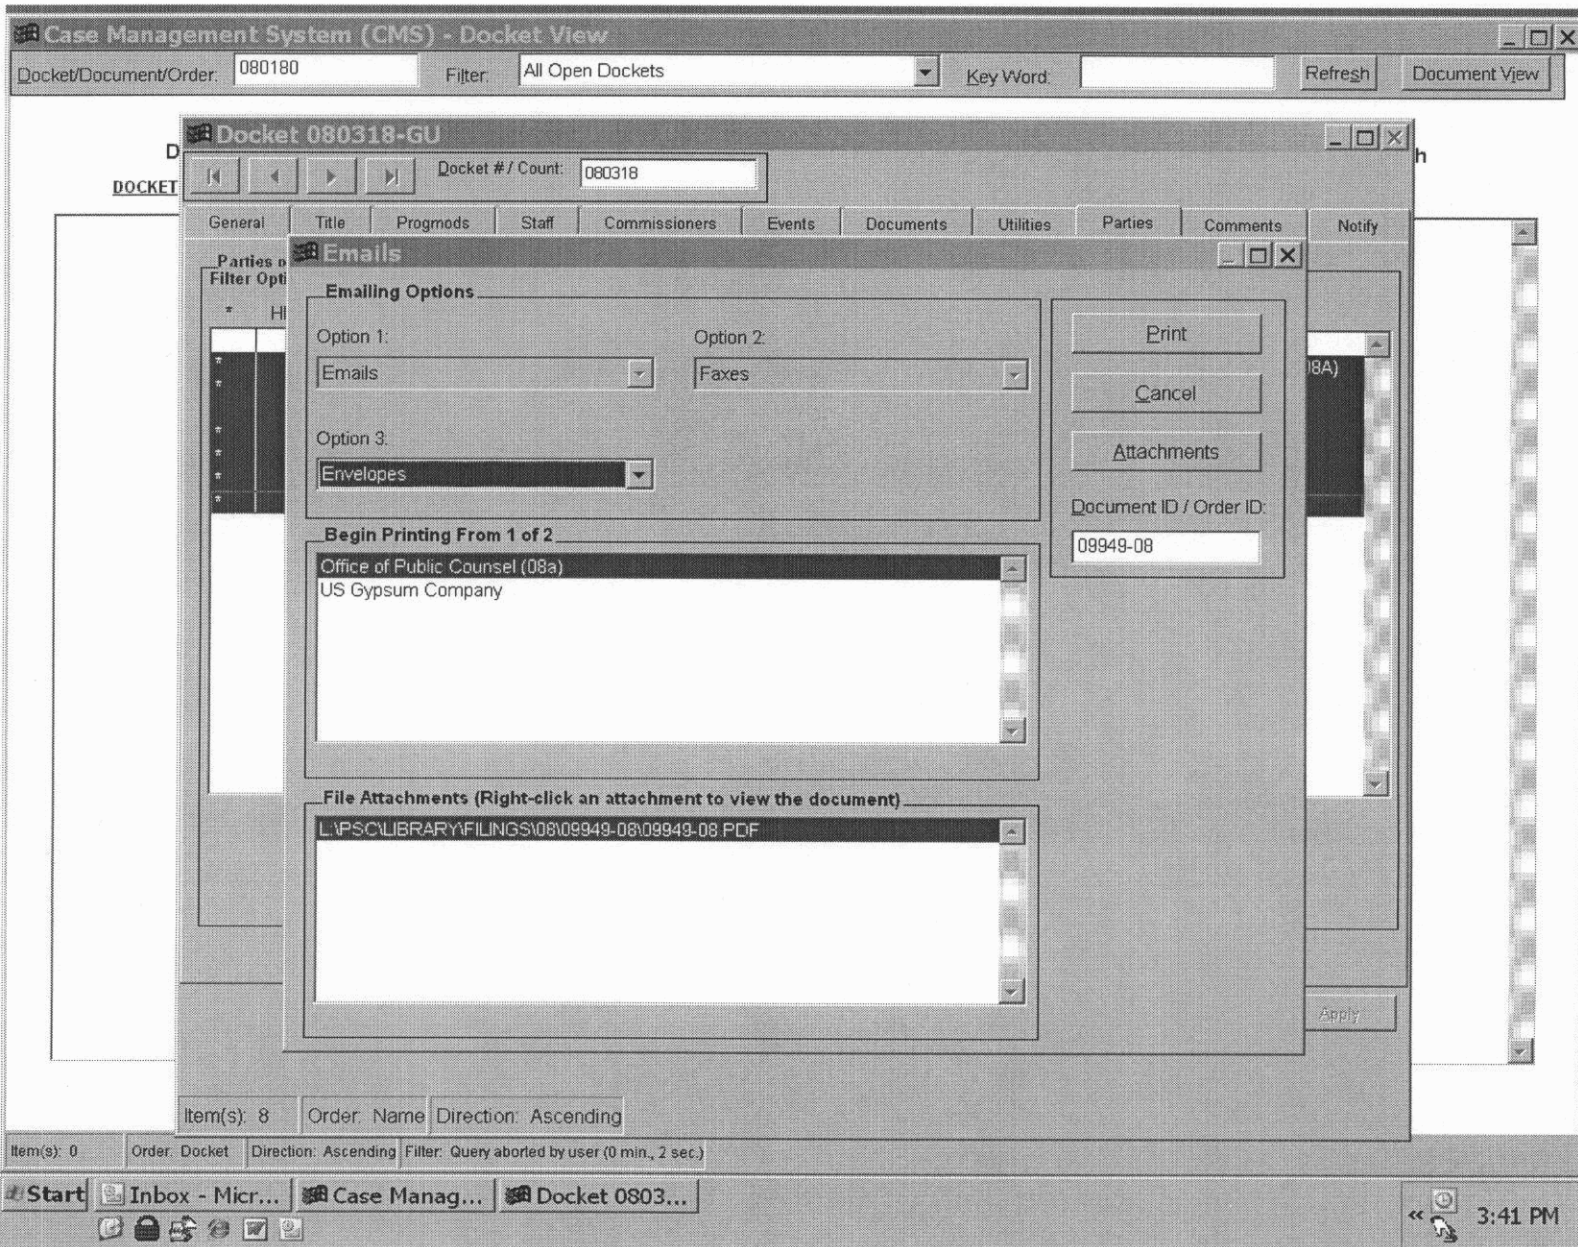 Case Management System (CMS) - Docket View
Docket/Document/Order: 080180 Filter: All Open Dockets Key Word: Refresh Document View
Docket 080318-GU
D h
DOCKET
Docket # / Count: 080318
General Title Progmods Staff Commissioners Events Documents Utilities Parties Comments Notify
Emails
Parties o
Filter Opti
* HI
Emailing Options
Option 1: Option 2:
Emails Faxes
Option 3:
Envelopes
Print
Cancel
Attachments
Document ID / Order ID:
09949-08
08A)
*
*
*
*
*
*
Begin Printing From 1 of 2
Office of Public Counsel (08a)
US Gypsum Company
File Attachments (Right-click an attachment to view the document)
L:\PSC\LIBRARY\FILINGS\08\09949-08\09949-08.PDF
Apply
Item(s): 8 Order: Name Direction: Ascending
Item(s): 0 Order: Docket Direction: Ascending Filter: Query aborted by user (0 min., 2 sec.)
Start Inbox - Micr... Case Manag... Docket 0803...
« 3:41 PM